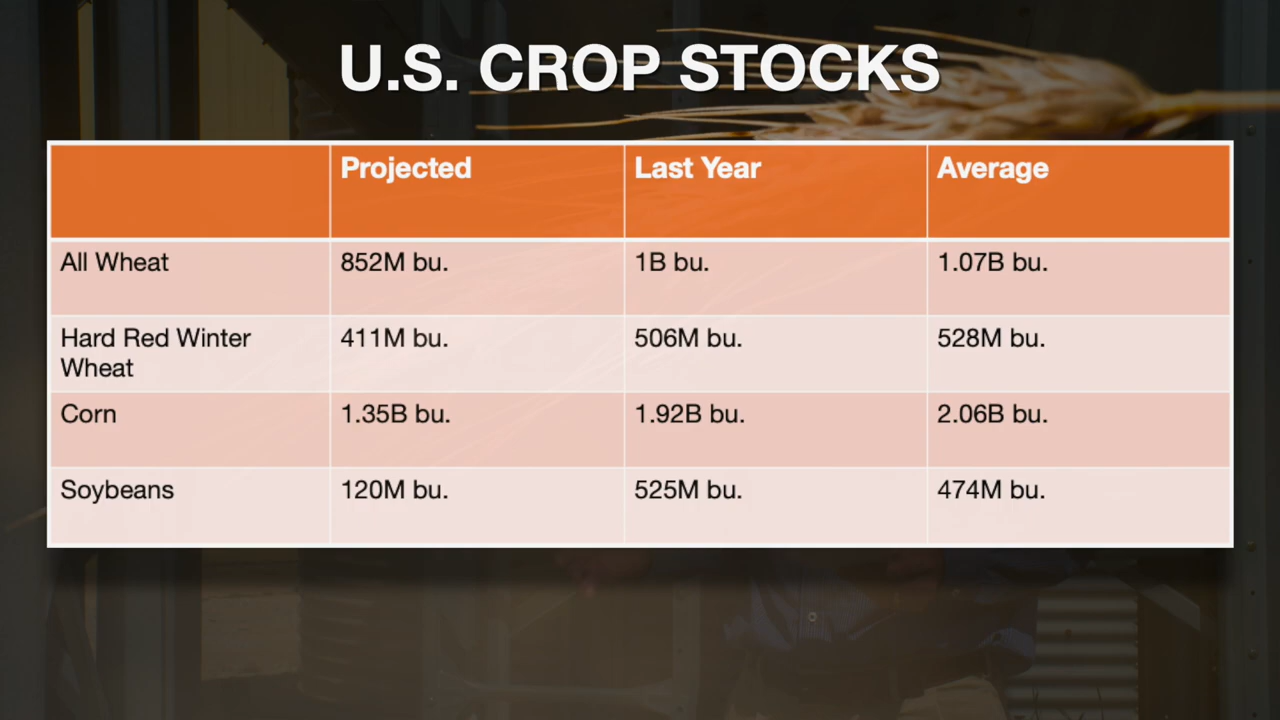 U.S. CROP STOCKS
Projected Last Year Average
All Wheat 852M bu. 1B bu. 1.07B bu.
Hard Red Winter 411M bu. 506M bu. 528M bu.
Wheat
Corn 1.35B bu. 1.92B bu. 2.06B bu.
Soybeans 120M bu. 525M bu. 474M bu.